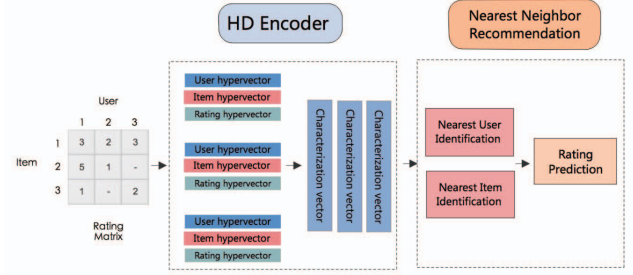 HD Encoder
Nearest Neighbor
Recommendation
User
1 2 3
Item
1 3 2 3
2 5 1 -
3 1 - 2
Rating
Matrix
User hypervector
Item hypervector
Rating hypervector
User hypervector
Item hypervector
Rating hypervector
User hypervector
Item hypervector
Rating hypervector
Characterization vector
Characterization vector
Characterization vector
Nearest User
Identification
Nearest Item
Identification
Rating
Prediction